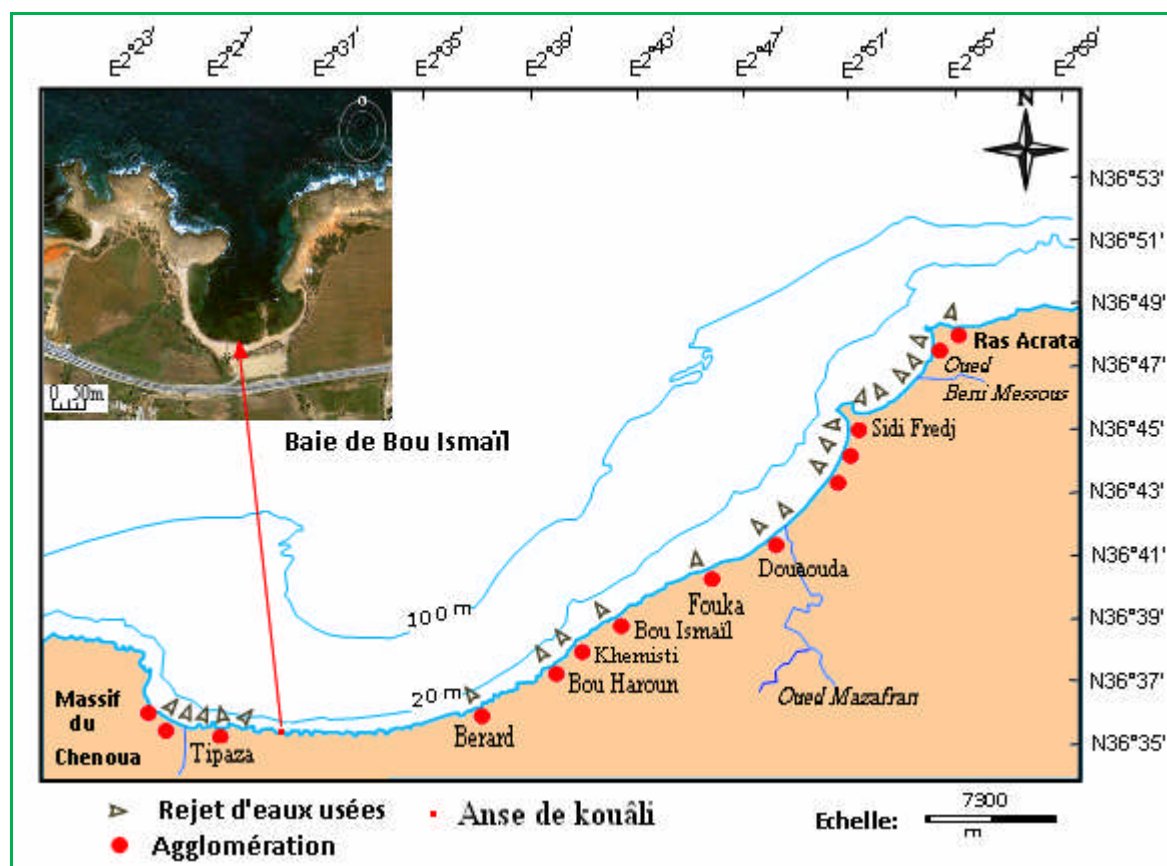 E2°23' E2°27' E2°37' E2°35' E2°39' E2°43' E2°47' E2°57' E2°55' E2°59'
N
N36°53'
N36°51'
N36°49'
Ras Acrata
N36°47'
Oued
Beni Messous
0 50m
Baie de Bou Ismaïl
Sidi Fredj
N36°45'
N36°43'
N36°41'
Douaouda
100 m
Fouka
N36°39'
Bou Ismaïl
Khemisti
Bou Haroun
N36°37'
20 m
Oued Mazafran
Massif
du
Chenoua
Tipaza
Berard
N36°35'
Rejet d'eaux usées
Anse de kouâli
Echelle:
7300
m
Agglomération